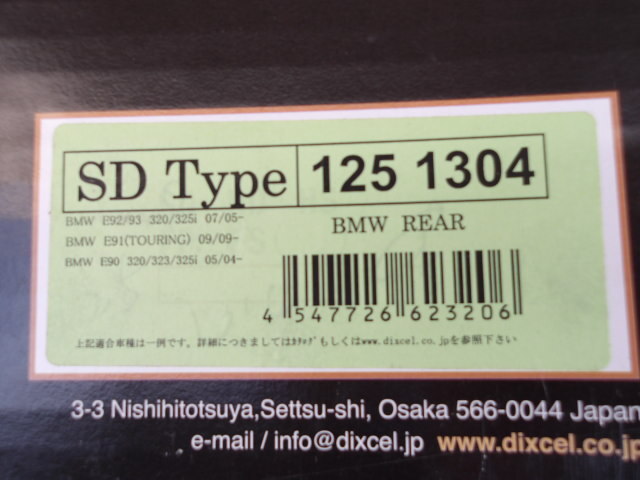 SD Type 125 1304
BMW E92/93 320/325i 07/05-
BMW E91(TOURING) 09/09-
BMW E90 320/323/325i 05/04-
BMW REAR
4 547726 623206
上記適合車種は一例です。詳細につきましてはｶﾀﾛｸﾞもしくはwww.dixcel.co.jpを参照下さい
3-3 Nishihitotsuya,Settsu-shi, Osaka 566-0044 Japan
e-mail / info@dixcel.jp www.dixcel.co.jp